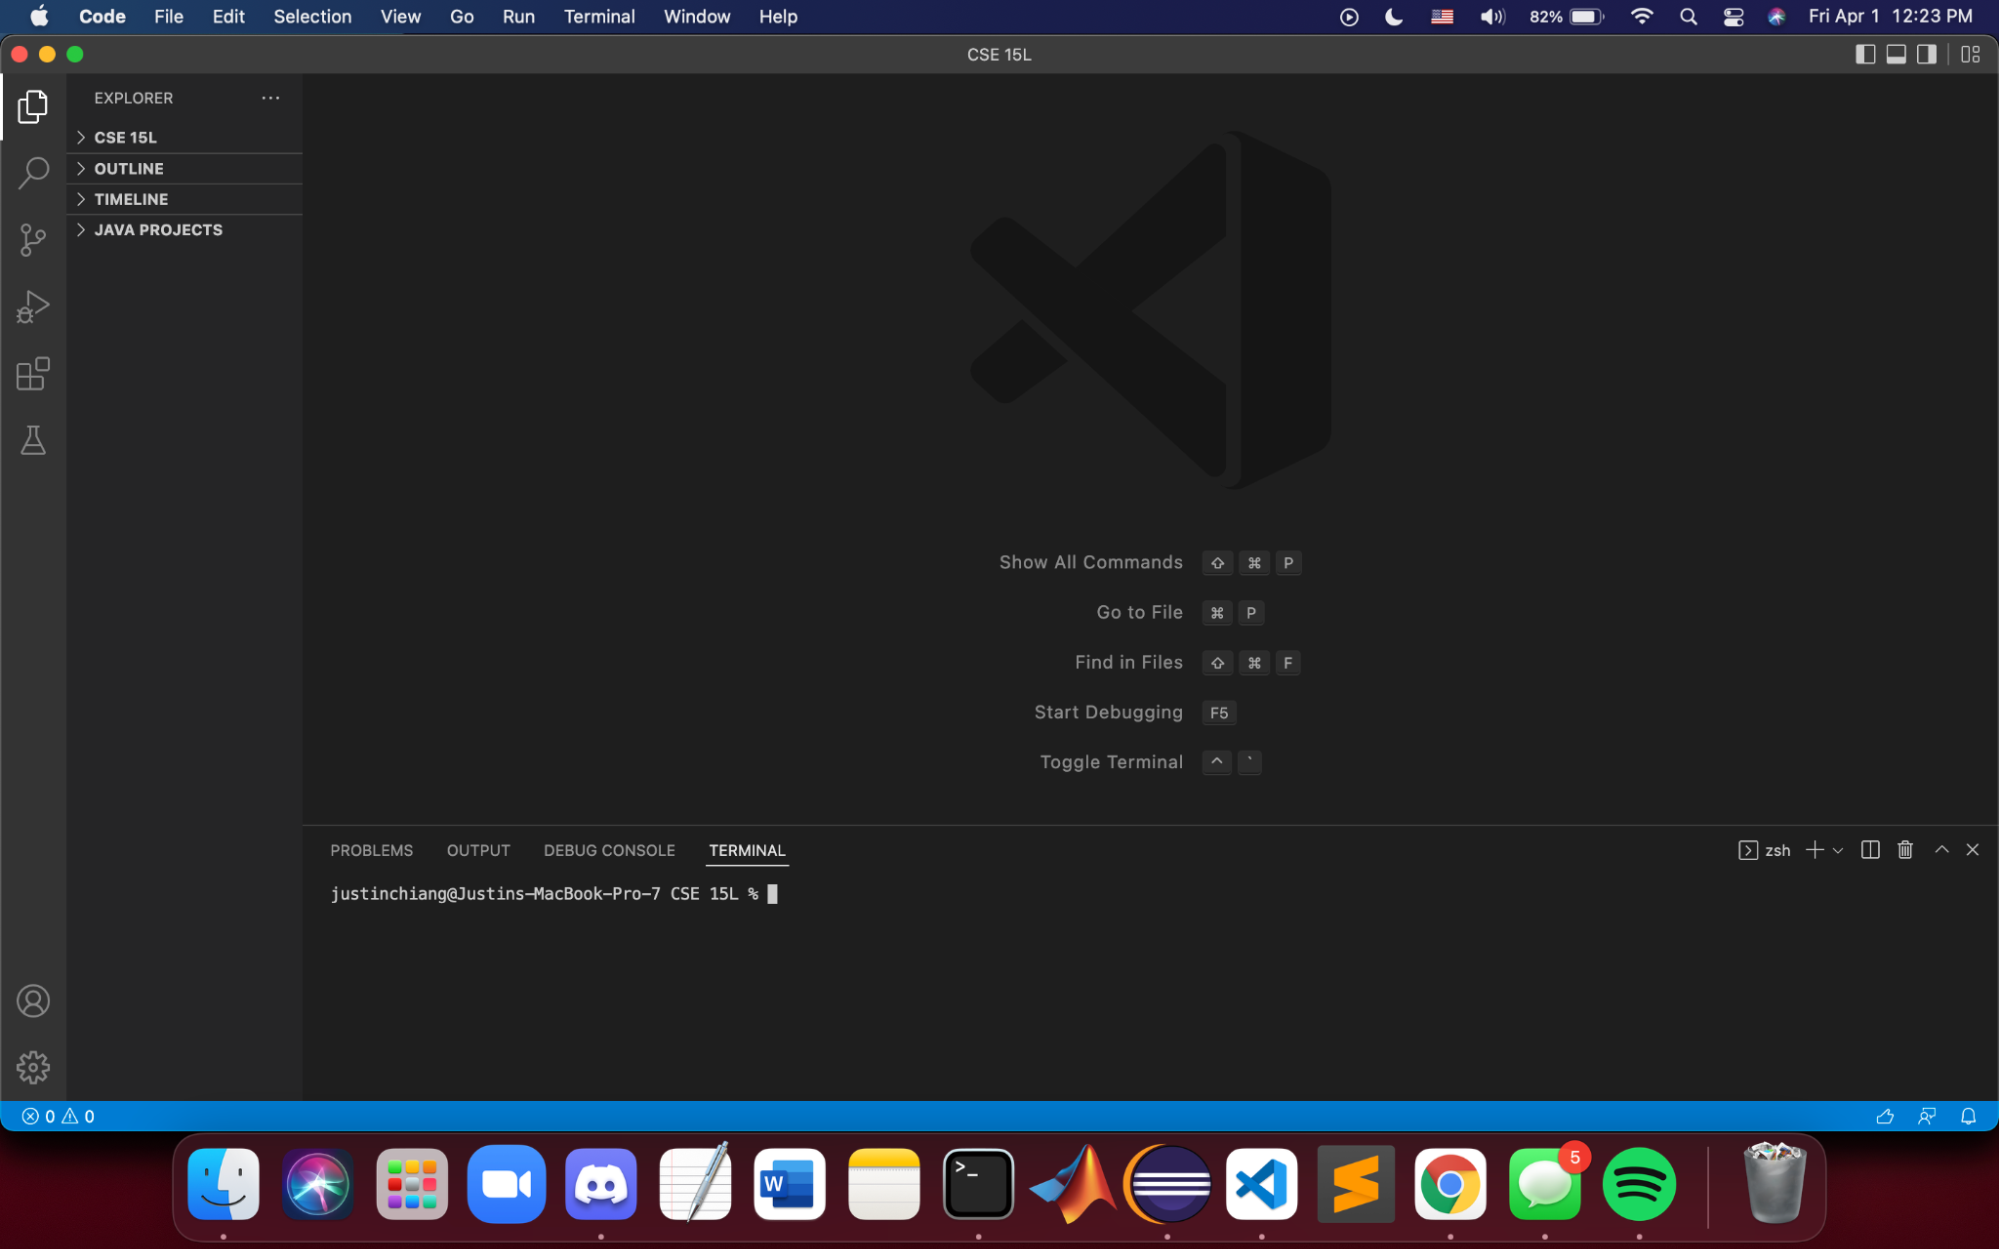 Code File Edit Selection View Go Run Terminal Window Help 82% Fri Apr 1 12:23 PM
CSE 15L
EXPLORER
CSE 15L
OUTLINE
TIMELINE
JAVA PROJECTS
Show All Commands ⇧ ⌘ P
Go to File ⌘ P
Find in Files ⇧ ⌘ F
Start Debugging F5
Toggle Terminal ^ `
PROBLEMS OUTPUT DEBUG CONSOLE TERMINAL zsh
justinchiang@Justins-MacBook-Pro-7 CSE 15L %
0 0
W >_ 5